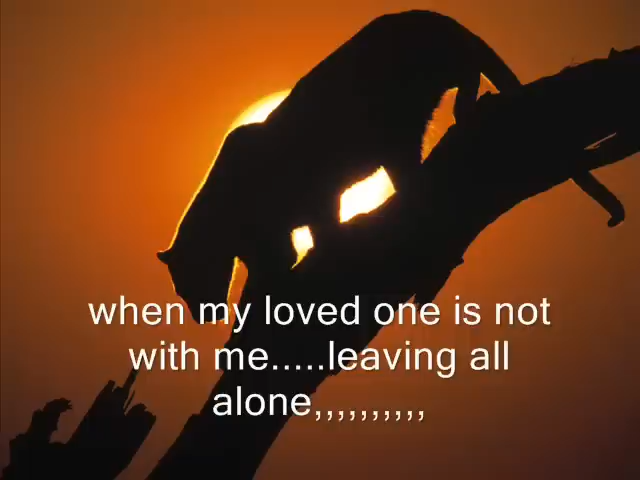 when my loved one is not
with me.....leaving all
alone,,,,,,,,,,